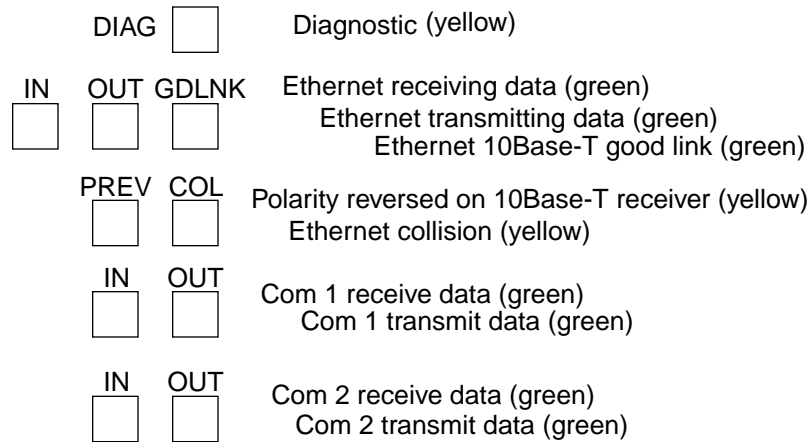 DIAG Diagnostic (yellow)
IN OUT GDLNK Ethernet receiving data (green)
Ethernet transmitting data (green)
Ethernet 10Base-T good link (green)
PREV COL Polarity reversed on 10Base-T receiver (yellow)
Ethernet collision (yellow)
IN OUT Com 1 receive data (green)
Com 1 transmit data (green)
IN OUT Com 2 receive data (green)
Com 2 transmit data (green)